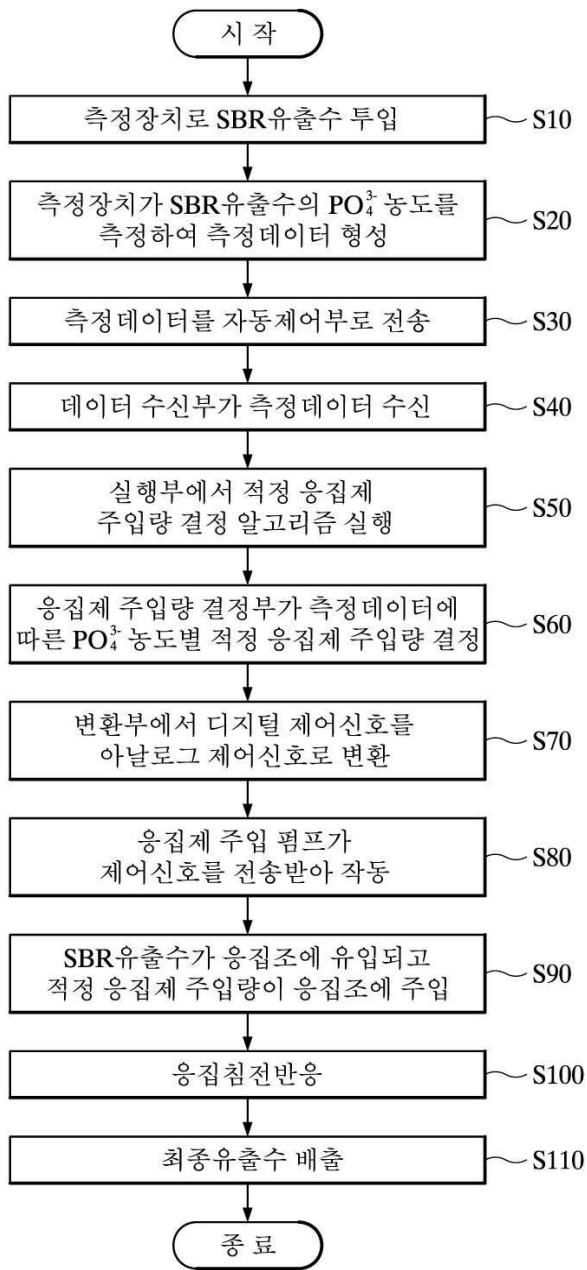 시 작
측정장치로 SBR유출수 투입
S10
측정장치가 SBR유출수의 PO₄³⁻ 농도를
측정하여 측정데이터 형성
S20
측정데이터를 자동제어부로 전송
S30
데이터 수신부가 측정데이터 수신
S40
실행부에서 적정 응집제
주입량 결정 알고리즘 실행
S50
응집제 주입량 결정부가 측정데이터에
따른 PO₄³⁻ 농도별 적정 응집제 주입량 결정
S60
변환부에서 디지털 제어신호를
아날로그 제어신호로 변환
S70
응집제 주입 펌프가
제어신호를 전송받아 작동
S80
SBR유출수가 응집조에 유입되고
적정 응집제 주입량이 응집조에 주입
S90
응집침전반응
S100
최종유출수 배출
S110
종 료